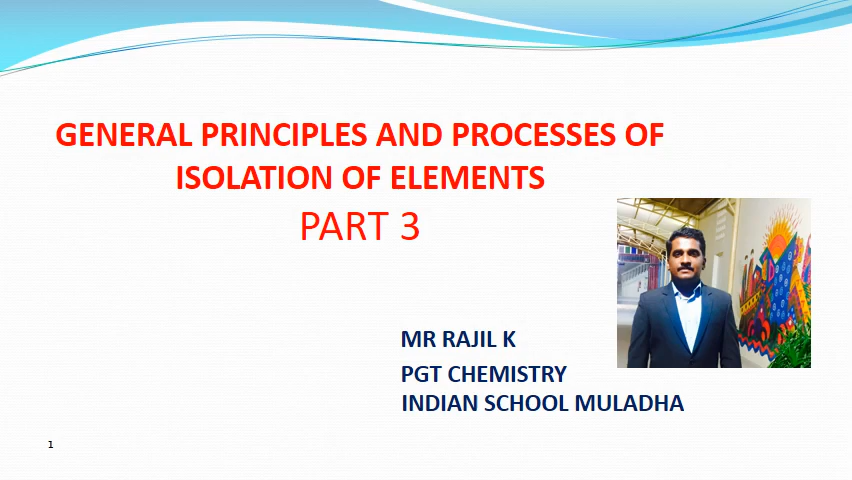 GENERAL PRINCIPLES AND PROCESSES OF
ISOLATION OF ELEMENTS
PART 3
MR RAJIL K
PGT CHEMISTRY
INDIAN SCHOOL MULADHA
1